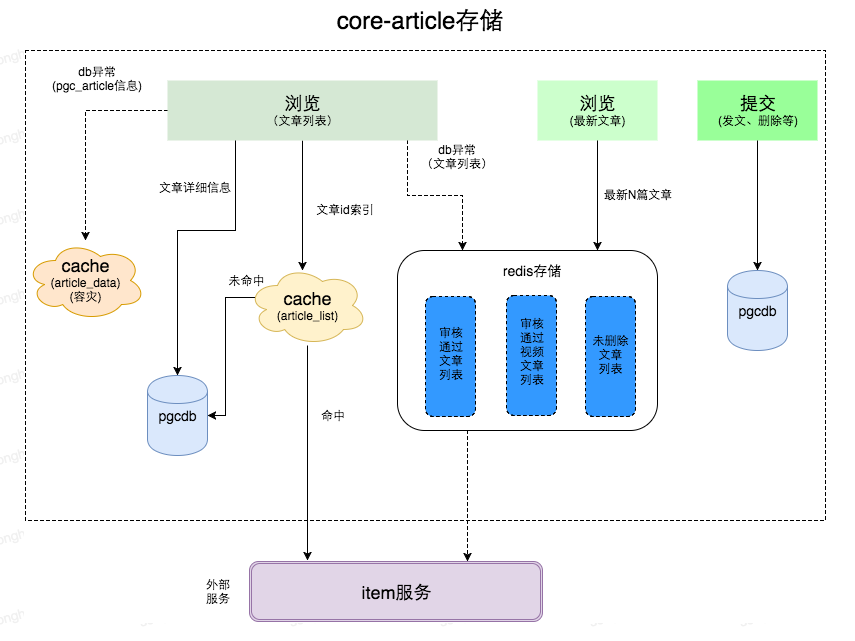 core-article存储
db异常
(pgc_article信息)
浏览
(文章列表)
浏览
(最新文章)
提交
(发文、删除等)
db异常
(文章列表)
文章详细信息
文章id索引
最新N篇文章
cache
(article_data)
(容灾)
未命中
cache
(article_list)
redis存储
审核
通过
文章
列表
审核
通过
视频
文章
列表
未删除
文章
列表
pgcdb
pgcdb
命中
外部
服务
item服务